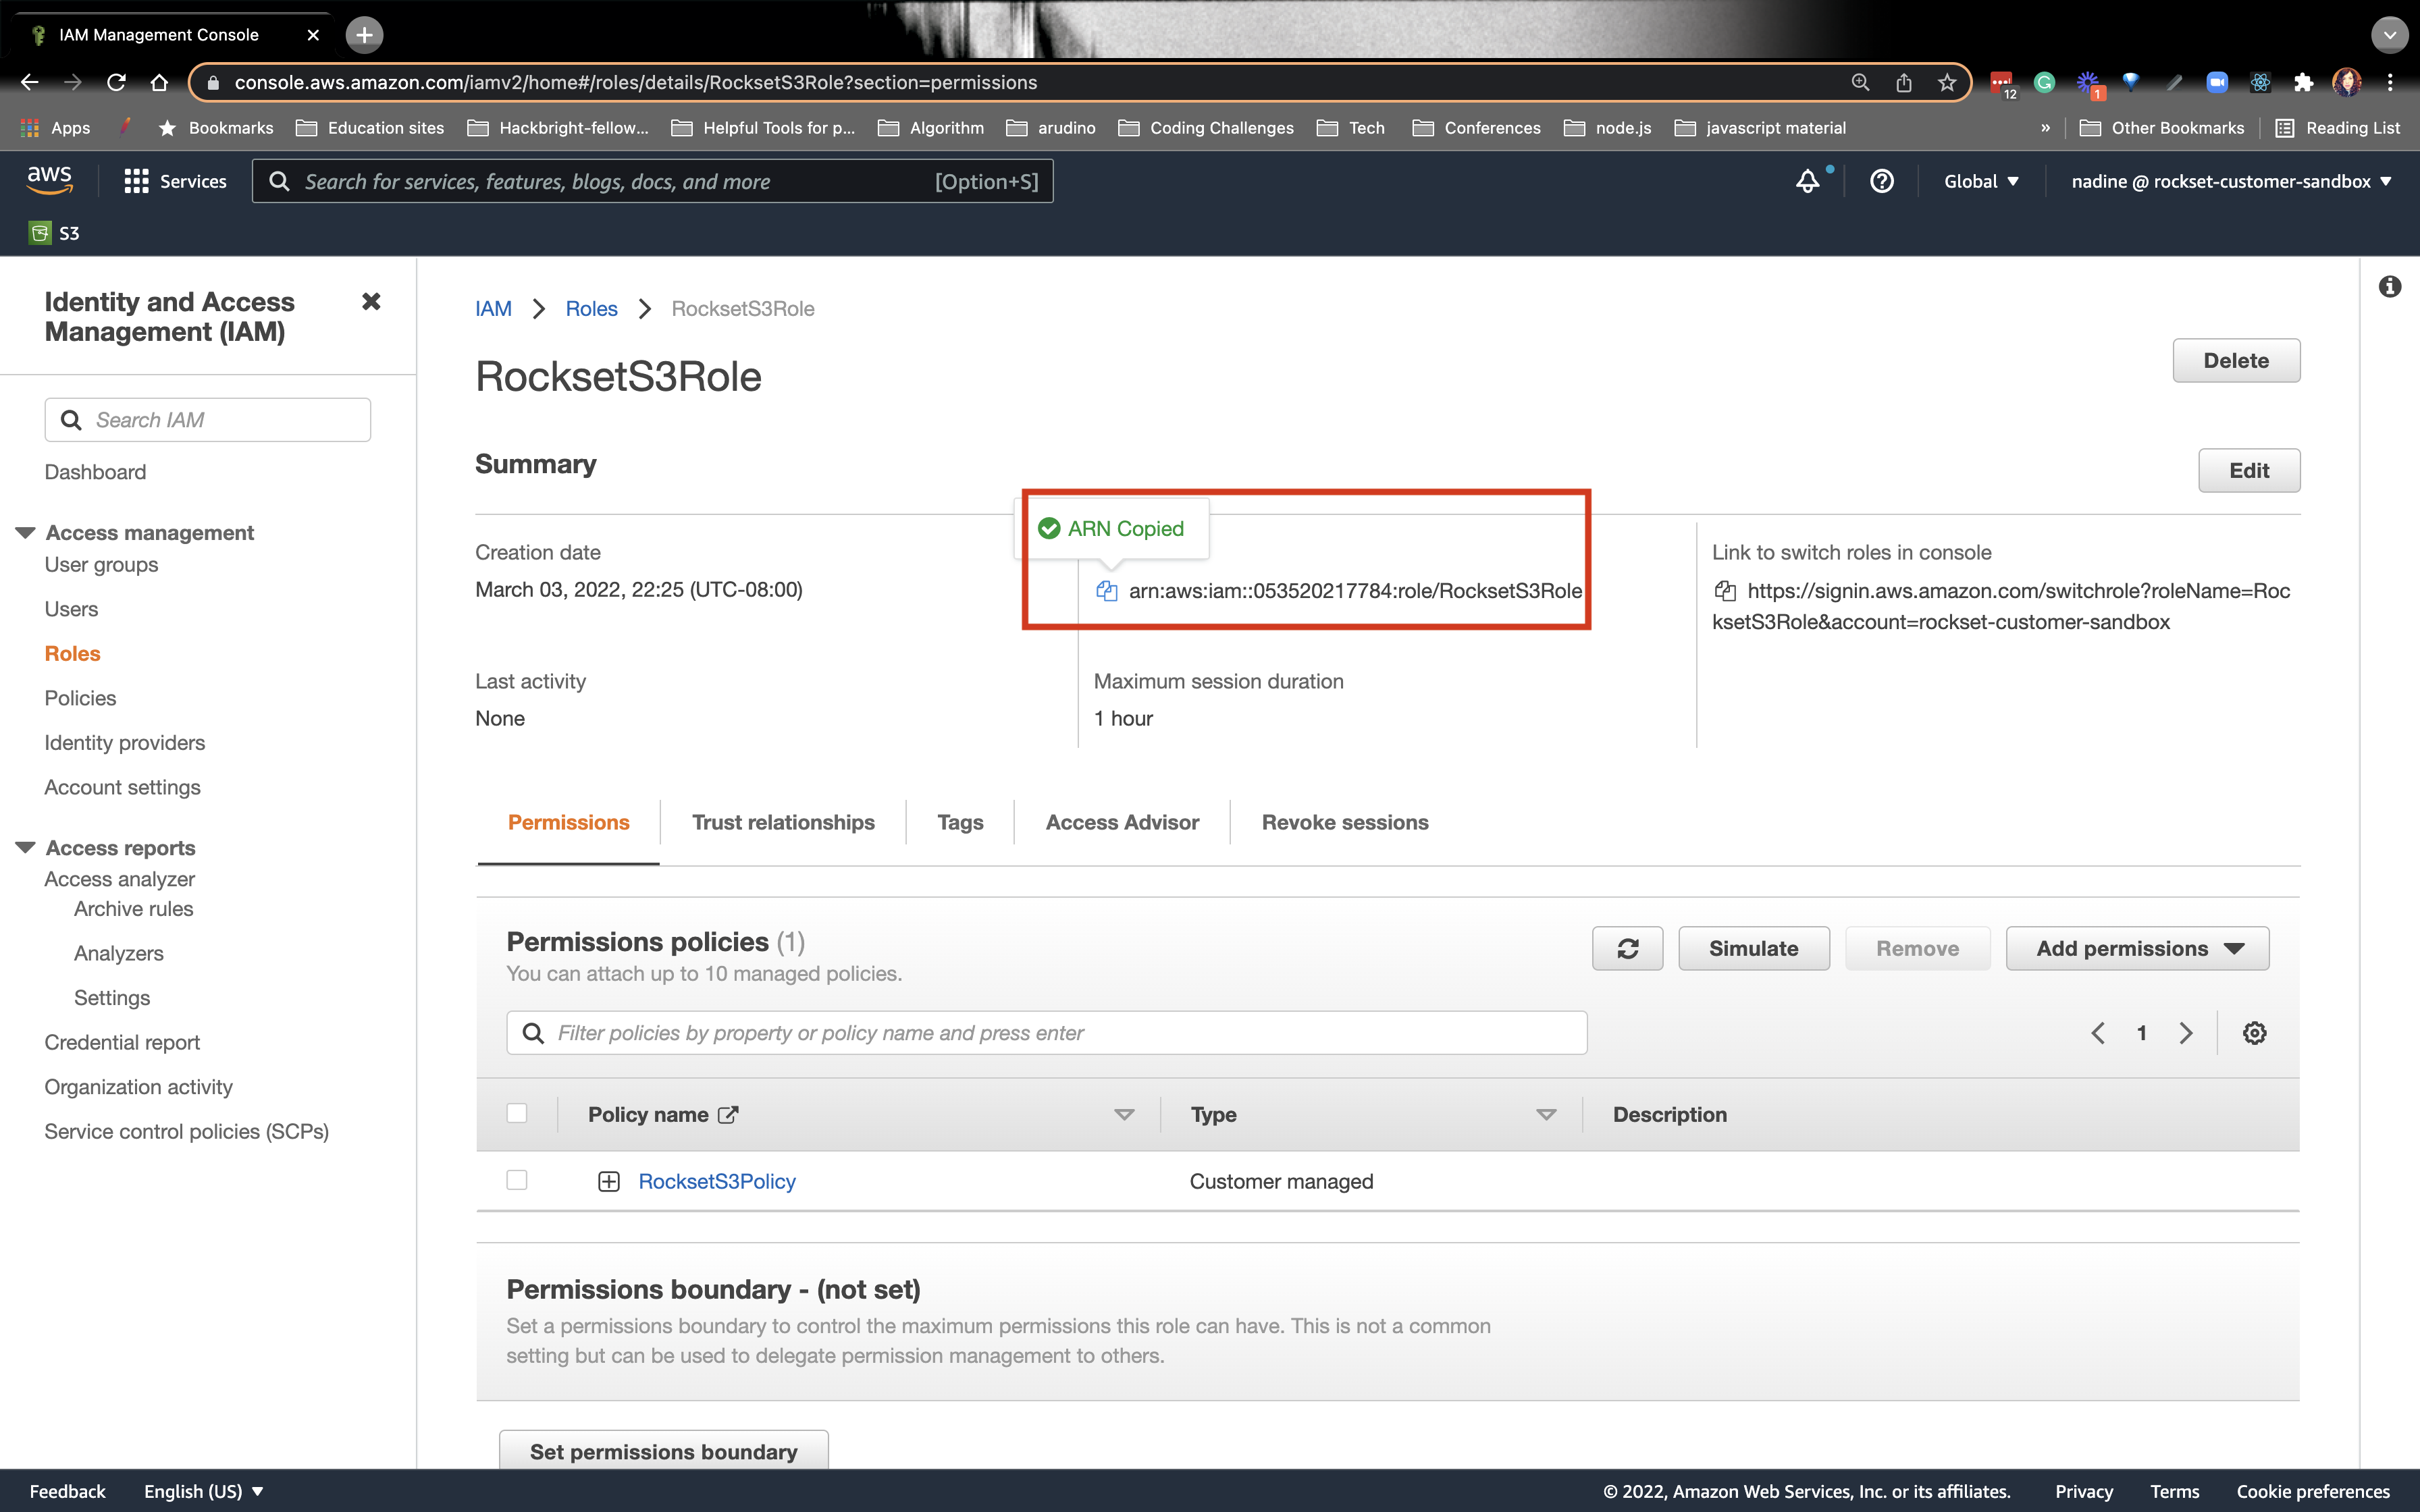 IAM Management Console
console.aws.amazon.com/iamv2/home#/roles/details/RocksetS3Role?section=permissions
12
1
Apps
Bookmarks
Education sites
Hackbright-fellow...
Helpful Tools for p...
Algorithm
arudino
Coding Challenges
Tech
Conferences
node.js
javascript material
»
Other Bookmarks
Reading List
aws
Services
Search for services, features, blogs, docs, and more
[Option+S]
Global
nadine @ rockset-customer-sandbox
S3
Identity and Access
Management (IAM)
Search IAM
Dashboard
Access management
User groups
Users
Roles
Policies
Identity providers
Account settings
Access reports
Access analyzer
Archive rules
Analyzers
Settings
Credential report
Organization activity
Service control policies (SCPs)
IAM
Roles
RocksetS3Role
RocksetS3Role
Delete
Summary
Edit
Creation date
March 03, 2022, 22:25 (UTC-08:00)
ARN Copied
arn:aws:iam::053520217784:role/RocksetS3Role
Link to switch roles in console
https://signin.aws.amazon.com/switchrole?roleName=Roc
ksetS3Role&account=rockset-customer-sandbox
Last activity
None
Maximum session duration
1 hour
Permissions
Trust relationships
Tags
Access Advisor
Revoke sessions
Permissions policies (1)
You can attach up to 10 managed policies.
Simulate
Remove
Add permissions
Filter policies by property or policy name and press enter
1
Policy name
Type
Description
RocksetS3Policy
Customer managed
Permissions boundary - (not set)
Set a permissions boundary to control the maximum permissions this role can have. This is not a common
setting but can be used to delegate permission management to others.
Set permissions boundary
Feedback
English (US)
© 2022, Amazon Web Services, Inc. or its affiliates.
Privacy
Terms
Cookie preferences